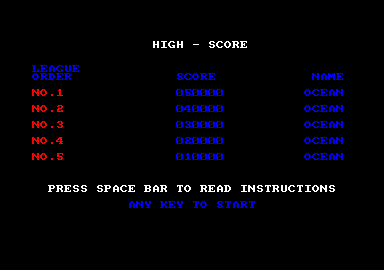 HIGH - SCORE
LEAGUE
ORDER SCORE NAME
NO.1 050000 OCEAN
NO.2 040000 OCEAN
NO.3 030000 OCEAN
NO.4 020000 OCEAN
NO.5 010000 OCEAN
PRESS SPACE BAR TO READ INSTRUCTIONS
ANY KEY TO START